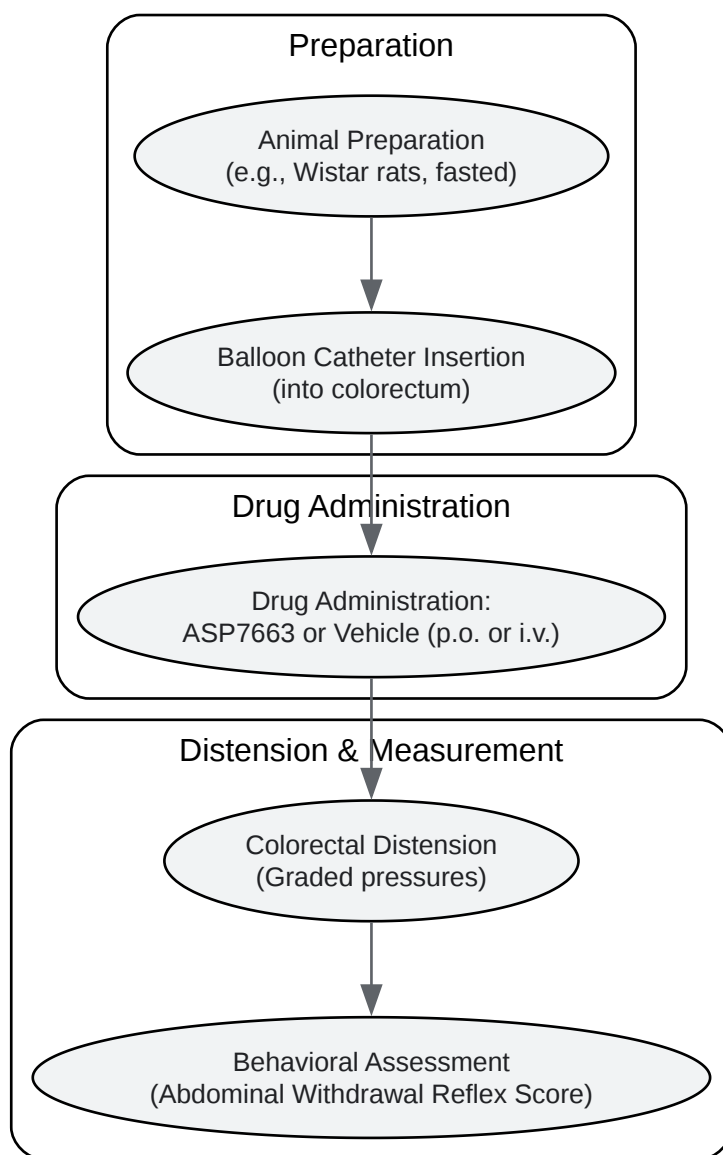 Preparation
Animal Preparation
(e.g., Wistar rats, fasted)
Balloon Catheter Insertion
(into colorectum)
Drug Administration
Drug Administration:
ASP7663 or Vehicle (p.o. or i.v.)
Distension & Measurement
Colorectal Distension
(Graded pressures)
Behavioral Assessment
(Abdominal Withdrawal Reflex Score)